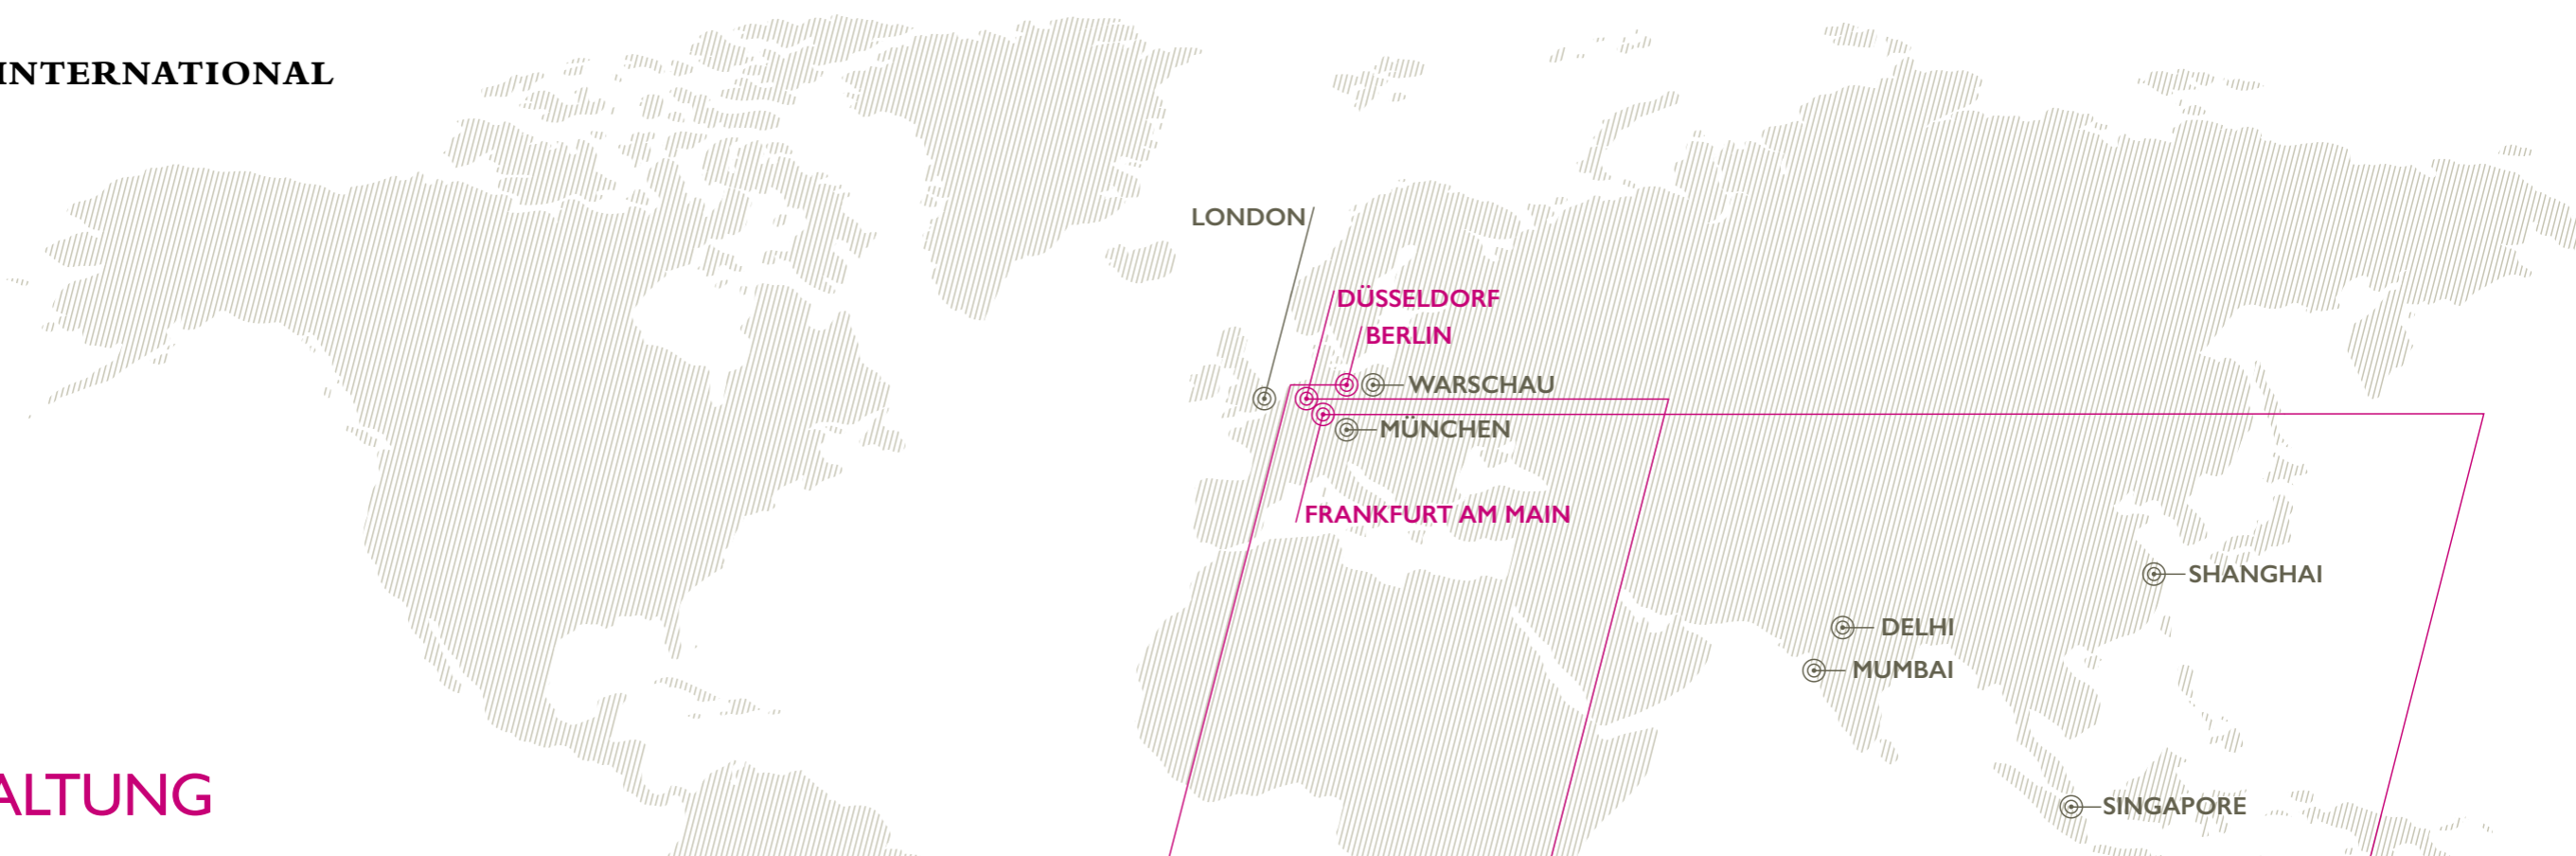 INTERNATIONAL
LONDON
DÜSSELDORF
BERLIN
WARSCHAU
MÜNCHEN
FRANKFURT AM MAIN
SHANGHAI
DELHI
MUMBAI
ALTUNG
SINGAPORE